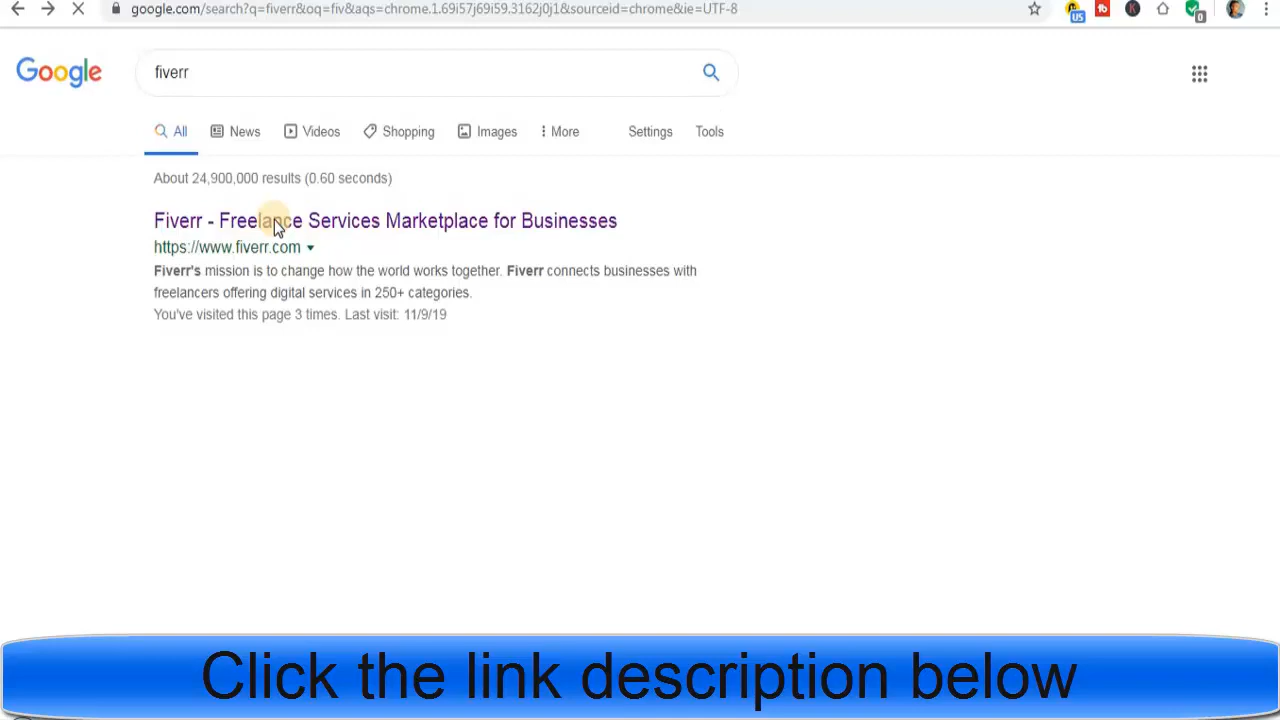 google.com/search?q=fiverr&oq=fiv&aqs=chrome.1.69i57j69i59.3162j0j1&sourceid=chrome&ie=UTF-8
US
0
Google
fiverr
All News Videos Shopping Images More Settings Tools
About 24,900,000 results (0.60 seconds)
Fiverr - Freelance Services Marketplace for Businesses
https://www.fiverr.com
Fiverr's mission is to change how the world works together. Fiverr connects businesses with
freelancers offering digital services in 250+ categories.
You've visited this page 3 times. Last visit: 11/9/19
Click the link description below